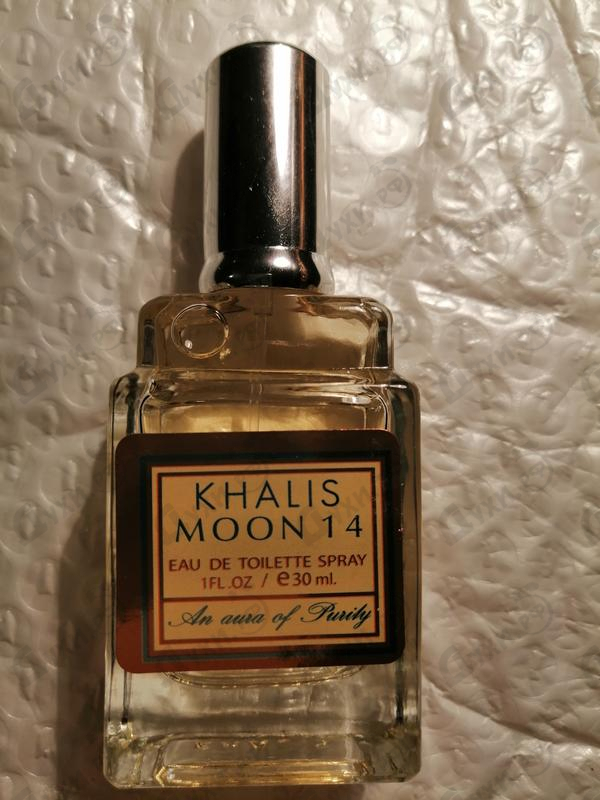 KHALIS
MOON 14
EAU DE TOILETTE SPRAY
1FL.OZ / e30 ml.
An aura of Purity